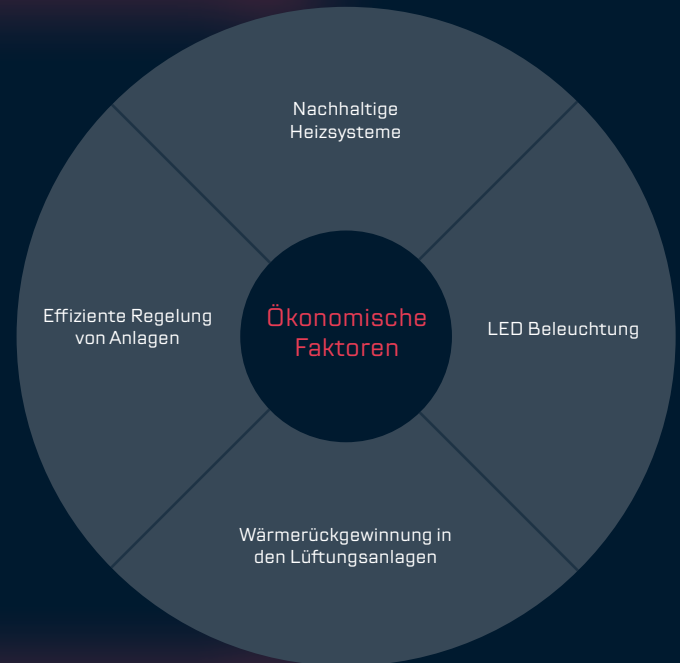 Nachhaltige
Heizsysteme
Effiziente Regelung
von Anlagen
Ökonomische
Faktoren
LED Beleuchtung
Wärmerückgewinnung in
den Lüftungsanlagen